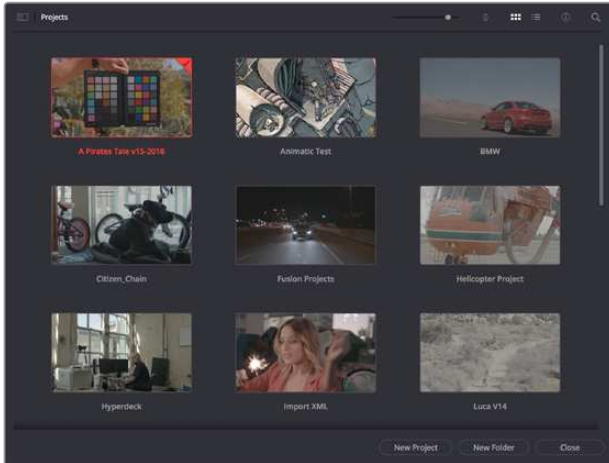 Projects
A Pirates Tale v15-2018
Animatic Test
BMW
Citizen_Chain
Fusion Projects
Helicopter Project
Hyperdeck
Import XML
Luca V14
New Project
New Folder
Close